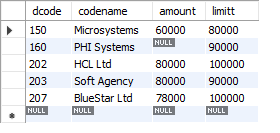 dcode codename amount limitt
150 Microsystems 60000 80000
160 PHI Systems NULL 90000
202 HCL Ltd 80000 100000
203 Soft Agency 80000 90000
207 BlueStar Ltd 78000 100000
NULL NULL NULL NULL